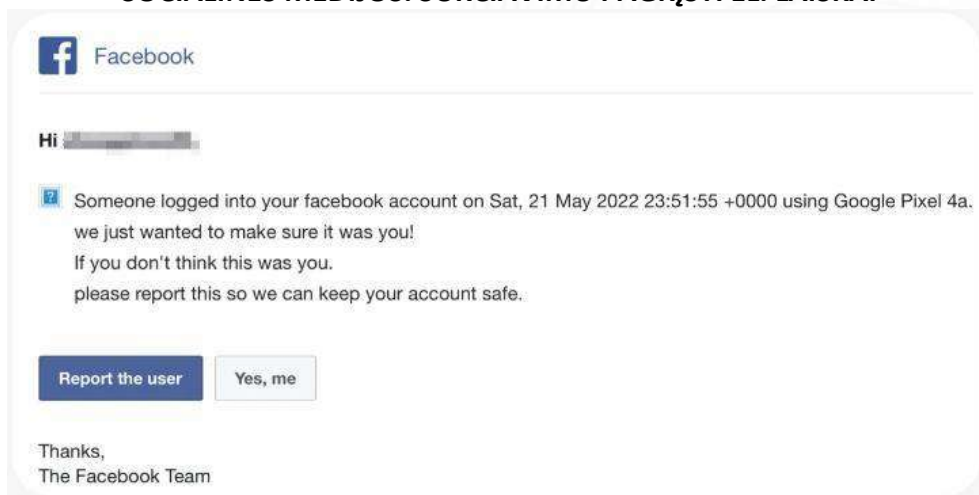 Facebook
Hi
Someone logged into your facebook account on Sat, 21 May 2022 23:51:55 +0000 using Google Pixel 4a.
we just wanted to make sure it was you!
If you don't think this was you.
please report this so we can keep your account safe.
Report the user
Yes, me
Thanks,
The Facebook Team